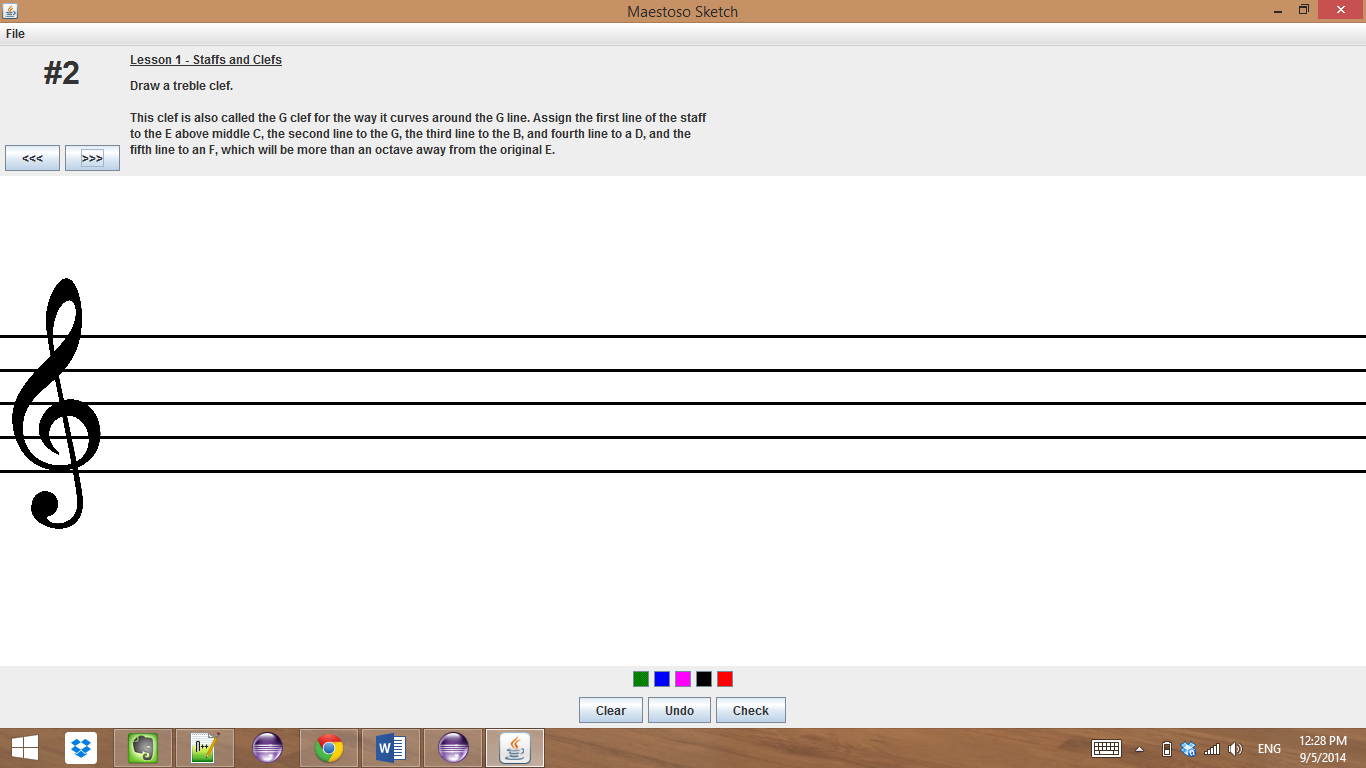 Maestoso Sketch
File
#2
Lesson 1 - Staffs and Clefs
Draw a treble clef.
This clef is also called the G clef for the way it curves around the G line. Assign the first line of the staff
to the E above middle C, the second line to the G, the third line to the B, and fourth line to a D, and the
fifth line to an F, which will be more than an octave away from the original E.
<<< >>>
Clear Undo Check
ENG
12:28 PM
9/5/2014